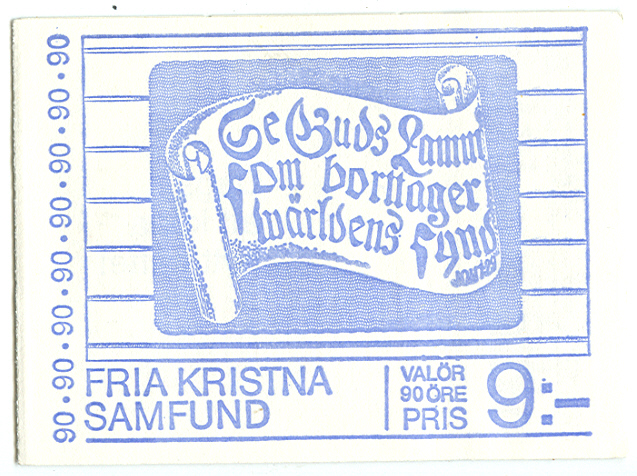 90·90·90·90·90·90·90·90
Se Guds Lamm
ſom borttager
wärldens ſynd
JOH 1:29
FRIA KRISTNA
SAMFUND
VALÖR
90 ÖRE
PRIS
9:-